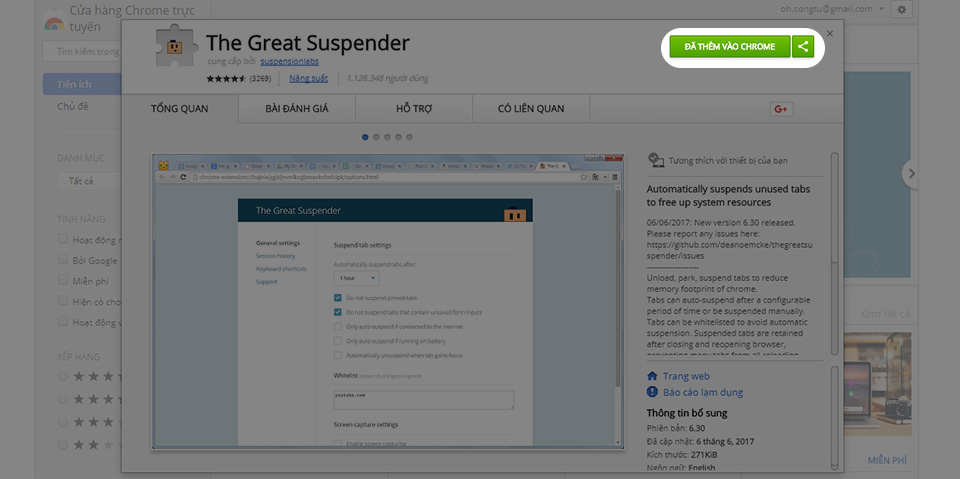 Cửa hàng Chrome trực
tuyến
oh.congtu@gmail.com
Tìm kiếm trong
Tiện ích
Chủ đề
DANH MỤC
Tất cả
TÍNH NĂNG
Hoạt động n
Bởi Google
Miễn phí
Hiện có cho
Hoạt động v
XẾP HẠNG
The Great Suspender
cung cấp bởi suspensionlabs
(3269) Năng suất 1.128.348 người dùng
ĐÃ THÊM VÀO CHROME
TỔNG QUAN BÀI ĐÁNH GIÁ HỖ TRỢ CÓ LIÊN QUAN
G+
The Great Suspender
General settings
Session history
Keyboard shortcuts
Support
Suspend tab settings
Automatically suspend tabs after:
1 hour
Do not suspend pinned tabs
Do not suspend tabs that contain unsaved form inputs
Only auto-suspend if connected to the internet
Only auto-suspend if running on battery
Automatically unsuspend when tab gains focus
Whitelist
youtube.com
Screen capture settings
Enable screen capturing
Tương thích với thiết bị của bạn
Automatically suspends unused tabs
to free up system resources
06/06/2017: New version 6.30 released.
Please report any issues here:
https://github.com/deanoemcke/thegreatsu
spender/issues
--------------------
Unload, park, suspend tabs to reduce
memory footprint of chrome.
Tabs can auto-suspend after a configurable
period of time or be suspended manually.
Tabs can be whitelisted to avoid automatic
suspension. Suspended tabs are retained
after closing and reopening browser,
preventing many tabs from all reloading
Trang web
Báo cáo lạm dụng
Thông tin bổ sung
Phiên bản: 6.30
Đã cập nhật: 6 tháng 6, 2017
Kích thước: 271KiB
Ngôn ngữ: English
Xem tất cả
MIỄN PHÍ